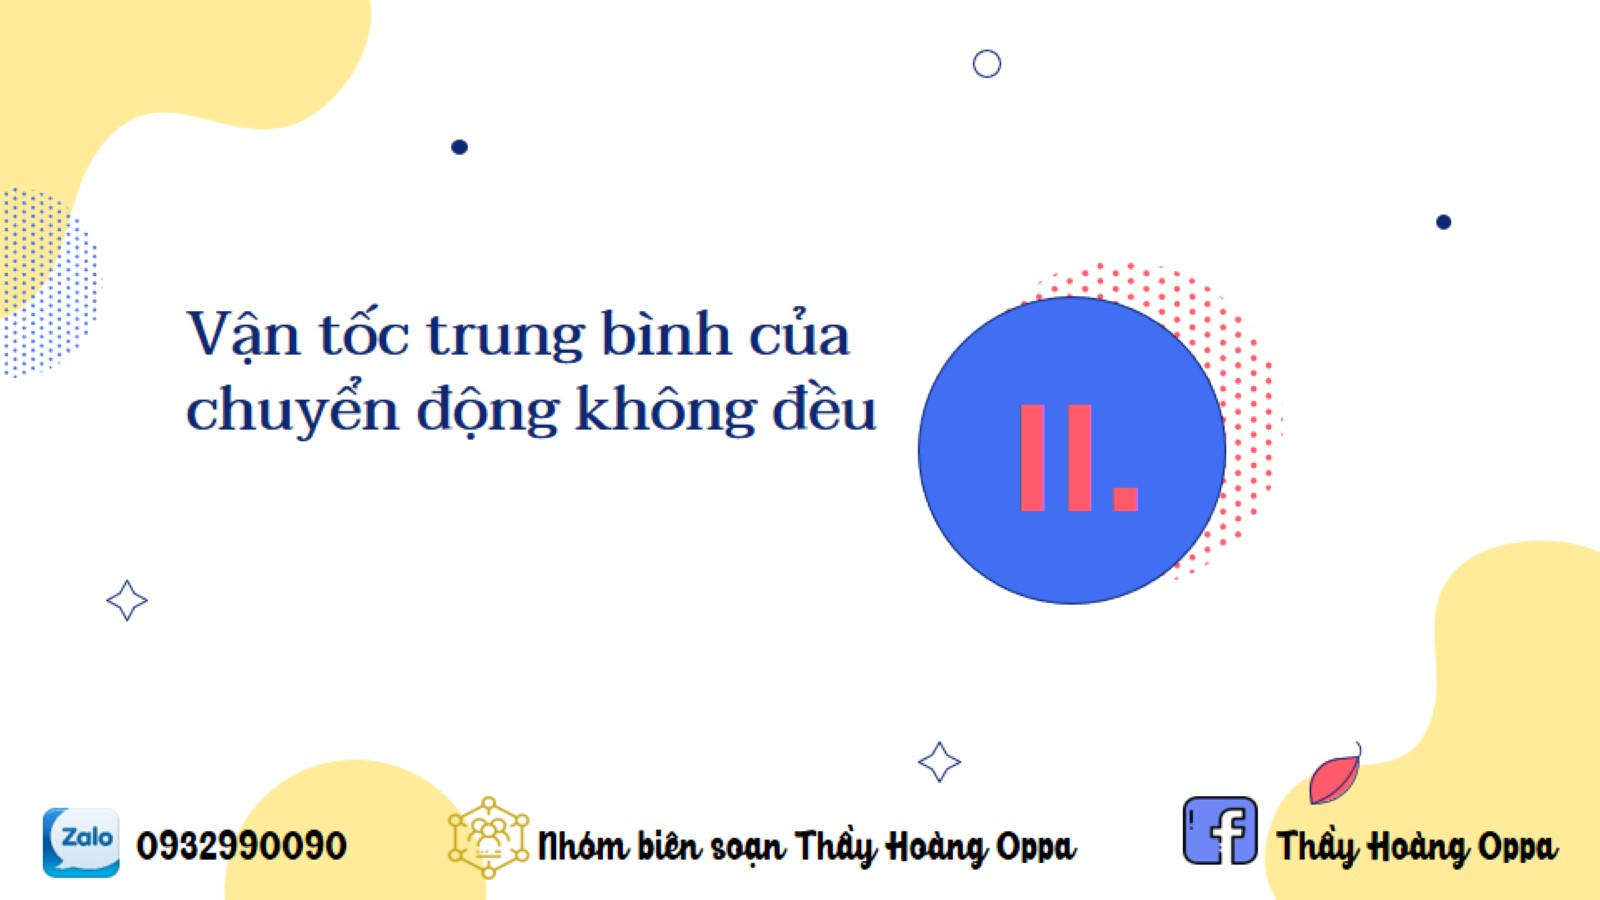 Vận tốc trung bình của
chuyển động không đều
II.
Zalo
0932990090
Nhóm biên soạn Thầy Hoàng Oppa
Thầy Hoàng Oppa